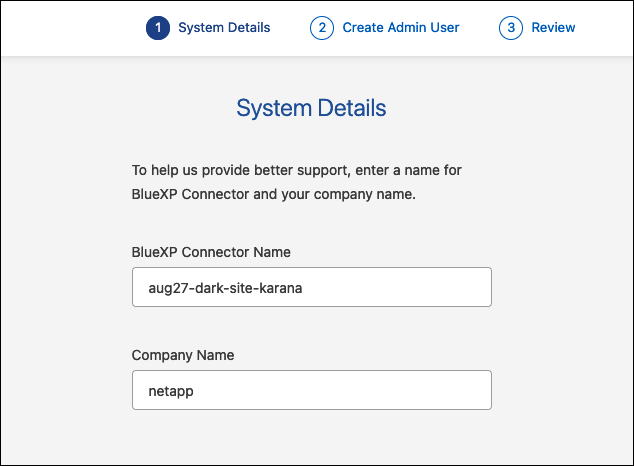 1 System Details 2 Create Admin User 3 Review
System Details
To help us provide better support, enter a name for
BlueXP Connector and your company name.
BlueXP Connector Name
aug27-dark-site-karana
Company Name
netapp